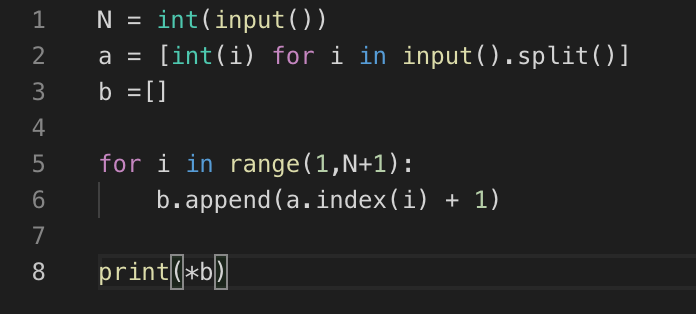 1 N = int(input())
2 a = [int(i) for i in input().split()]
3 b =[]
4
5 for i in range(1,N+1):
6     b.append(a.index(i) + 1)
7
8 print(*b)